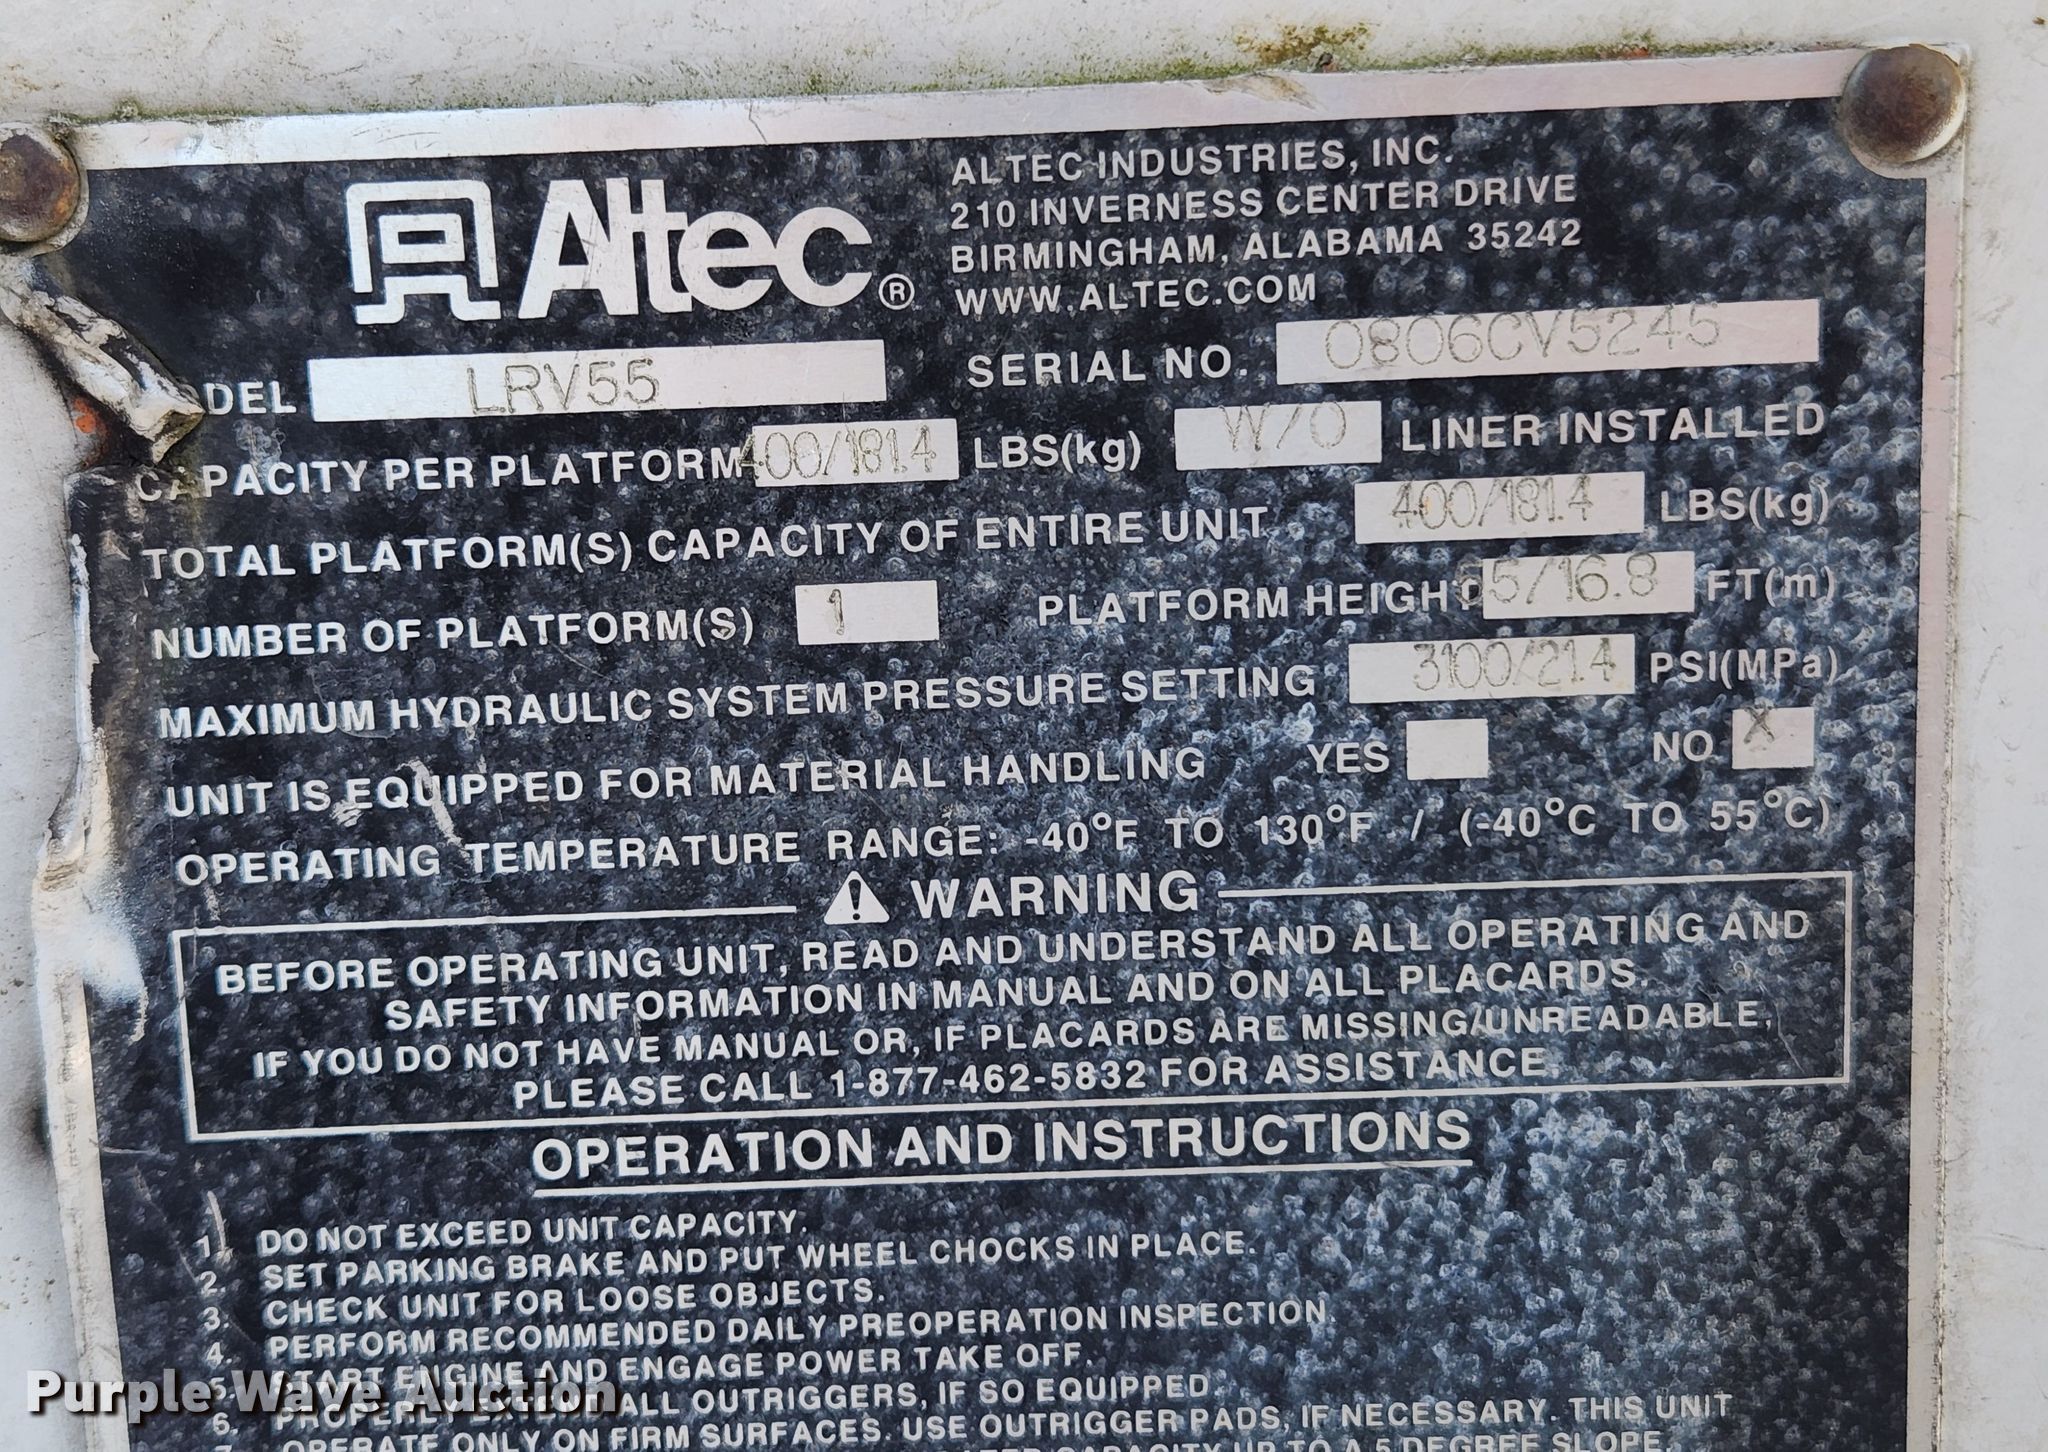 Altec®
ALTEC INDUSTRIES, INC.
210 INVERNESS CENTER DRIVE
BIRMINGHAM, ALABAMA 35242
WWW.ALTEC.COM
DEL LRV55 SERIAL NO. 0806CV5245
CAPACITY PER PLATFORM 400/181.4 LBS(kg) W/O LINER INSTALLED
TOTAL PLATFORM(S) CAPACITY OF ENTIRE UNIT 400/181.4 LBS(kg)
NUMBER OF PLATFORM(S) 1 PLATFORM HEIGHT 55/16.8 FT(m)
MAXIMUM HYDRAULIC SYSTEM PRESSURE SETTING 3100/21.4 PSI(MPa)
UNIT IS EQUIPPED FOR MATERIAL HANDLING YES NO X
OPERATING TEMPERATURE RANGE: -40°F TO 130°F / (-40°C TO 55°C)
WARNING
BEFORE OPERATING UNIT, READ AND UNDERSTAND ALL OPERATING AND
SAFETY INFORMATION IN MANUAL AND ON ALL PLACARDS.
IF YOU DO NOT HAVE MANUAL OR, IF PLACARDS ARE MISSING/UNREADABLE,
PLEASE CALL 1-877-462-5832 FOR ASSISTANCE.
OPERATION AND INSTRUCTIONS
1. DO NOT EXCEED UNIT CAPACITY.
2. SET PARKING BRAKE AND PUT WHEEL CHOCKS IN PLACE.
3. CHECK UNIT FOR LOOSE OBJECTS.
4. PERFORM RECOMMENDED DAILY PREOPERATION INSPECTION.
5. START ENGINE AND ENGAGE POWER TAKE OFF.
6. PROPERLY EXTEND ALL OUTRIGGERS, IF SO EQUIPPED.
7. OPERATE ONLY ON FIRM SURFACES. USE OUTRIGGER PADS, IF NECESSARY. THIS UNIT
CAPACITY UP TO A 5 DEGREE SLOPE.
Purple Wave Auction